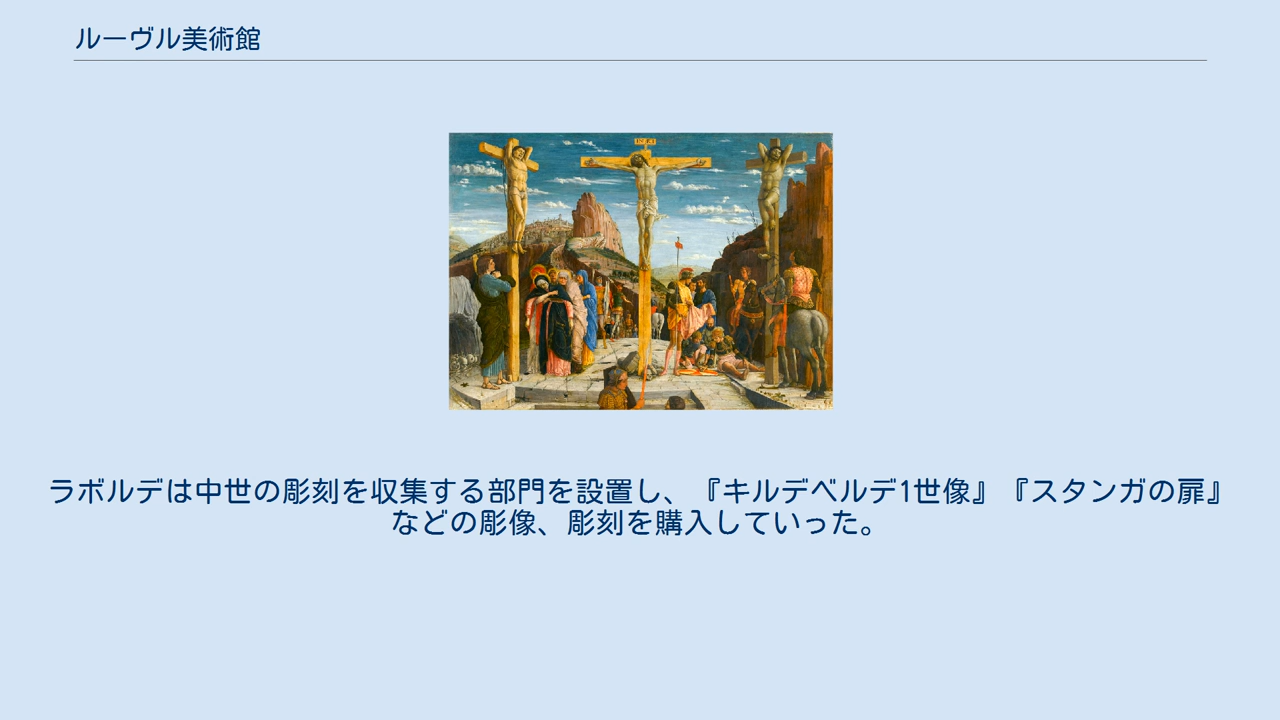 ルーヴル美術館
ラボルデは中世の彫刻を収集する部門を設置し、『キルデベルデ1世像』『スタンガの扉』
などの彫像、彫刻を購入していった。